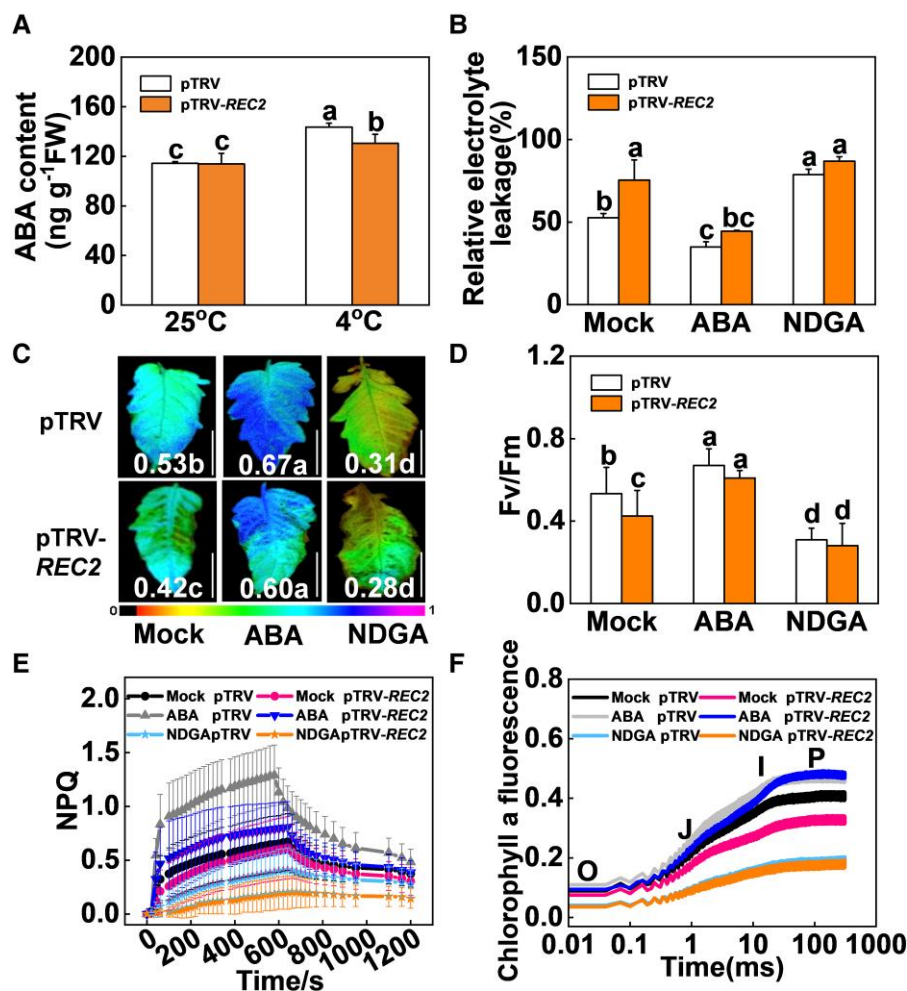 A
ABA content
(ng g-1FW)
200
160
120
80
40
0
pTRV
pTRV-REC2
c
c
a
b
25°C
4°C
B
Relative electrolyte
leakage(%)
150
100
50
0
pTRV
pTRV-REC2
b
a
c
bc
a
a
Mock
ABA
NDGA
C
pTRV
0.53b
0.67a
0.31d
pTRV-
REC2
0.42c
0.60a
0.28d
0
1
Mock
ABA
NDGA
D
Fv/Fm
1.2
0.8
0.4
0.0
pTRV
pTRV-REC2
b
c
a
a
d
d
Mock
ABA
NDGA
E
NPQ
2.0
1.5
1.0
0.5
0.0
Mock pTRV
Mock pTRV-REC2
ABA pTRV
ABA pTRV-REC2
NDGApTRV
NDGApTRV-REC2
0 200 400 600 800 1000 1200
Time/s
F
Chlorophyll a fluorescence
0.8
0.6
0.4
0.2
0.0
Mock pTRV
Mock pTRV-REC2
ABA pTRV
ABA pTRV-REC2
NDGA pTRV
NDGA pTRV-REC2
O
J
I
P
0.01 0.1 1 10 100 1000
Time(ms)